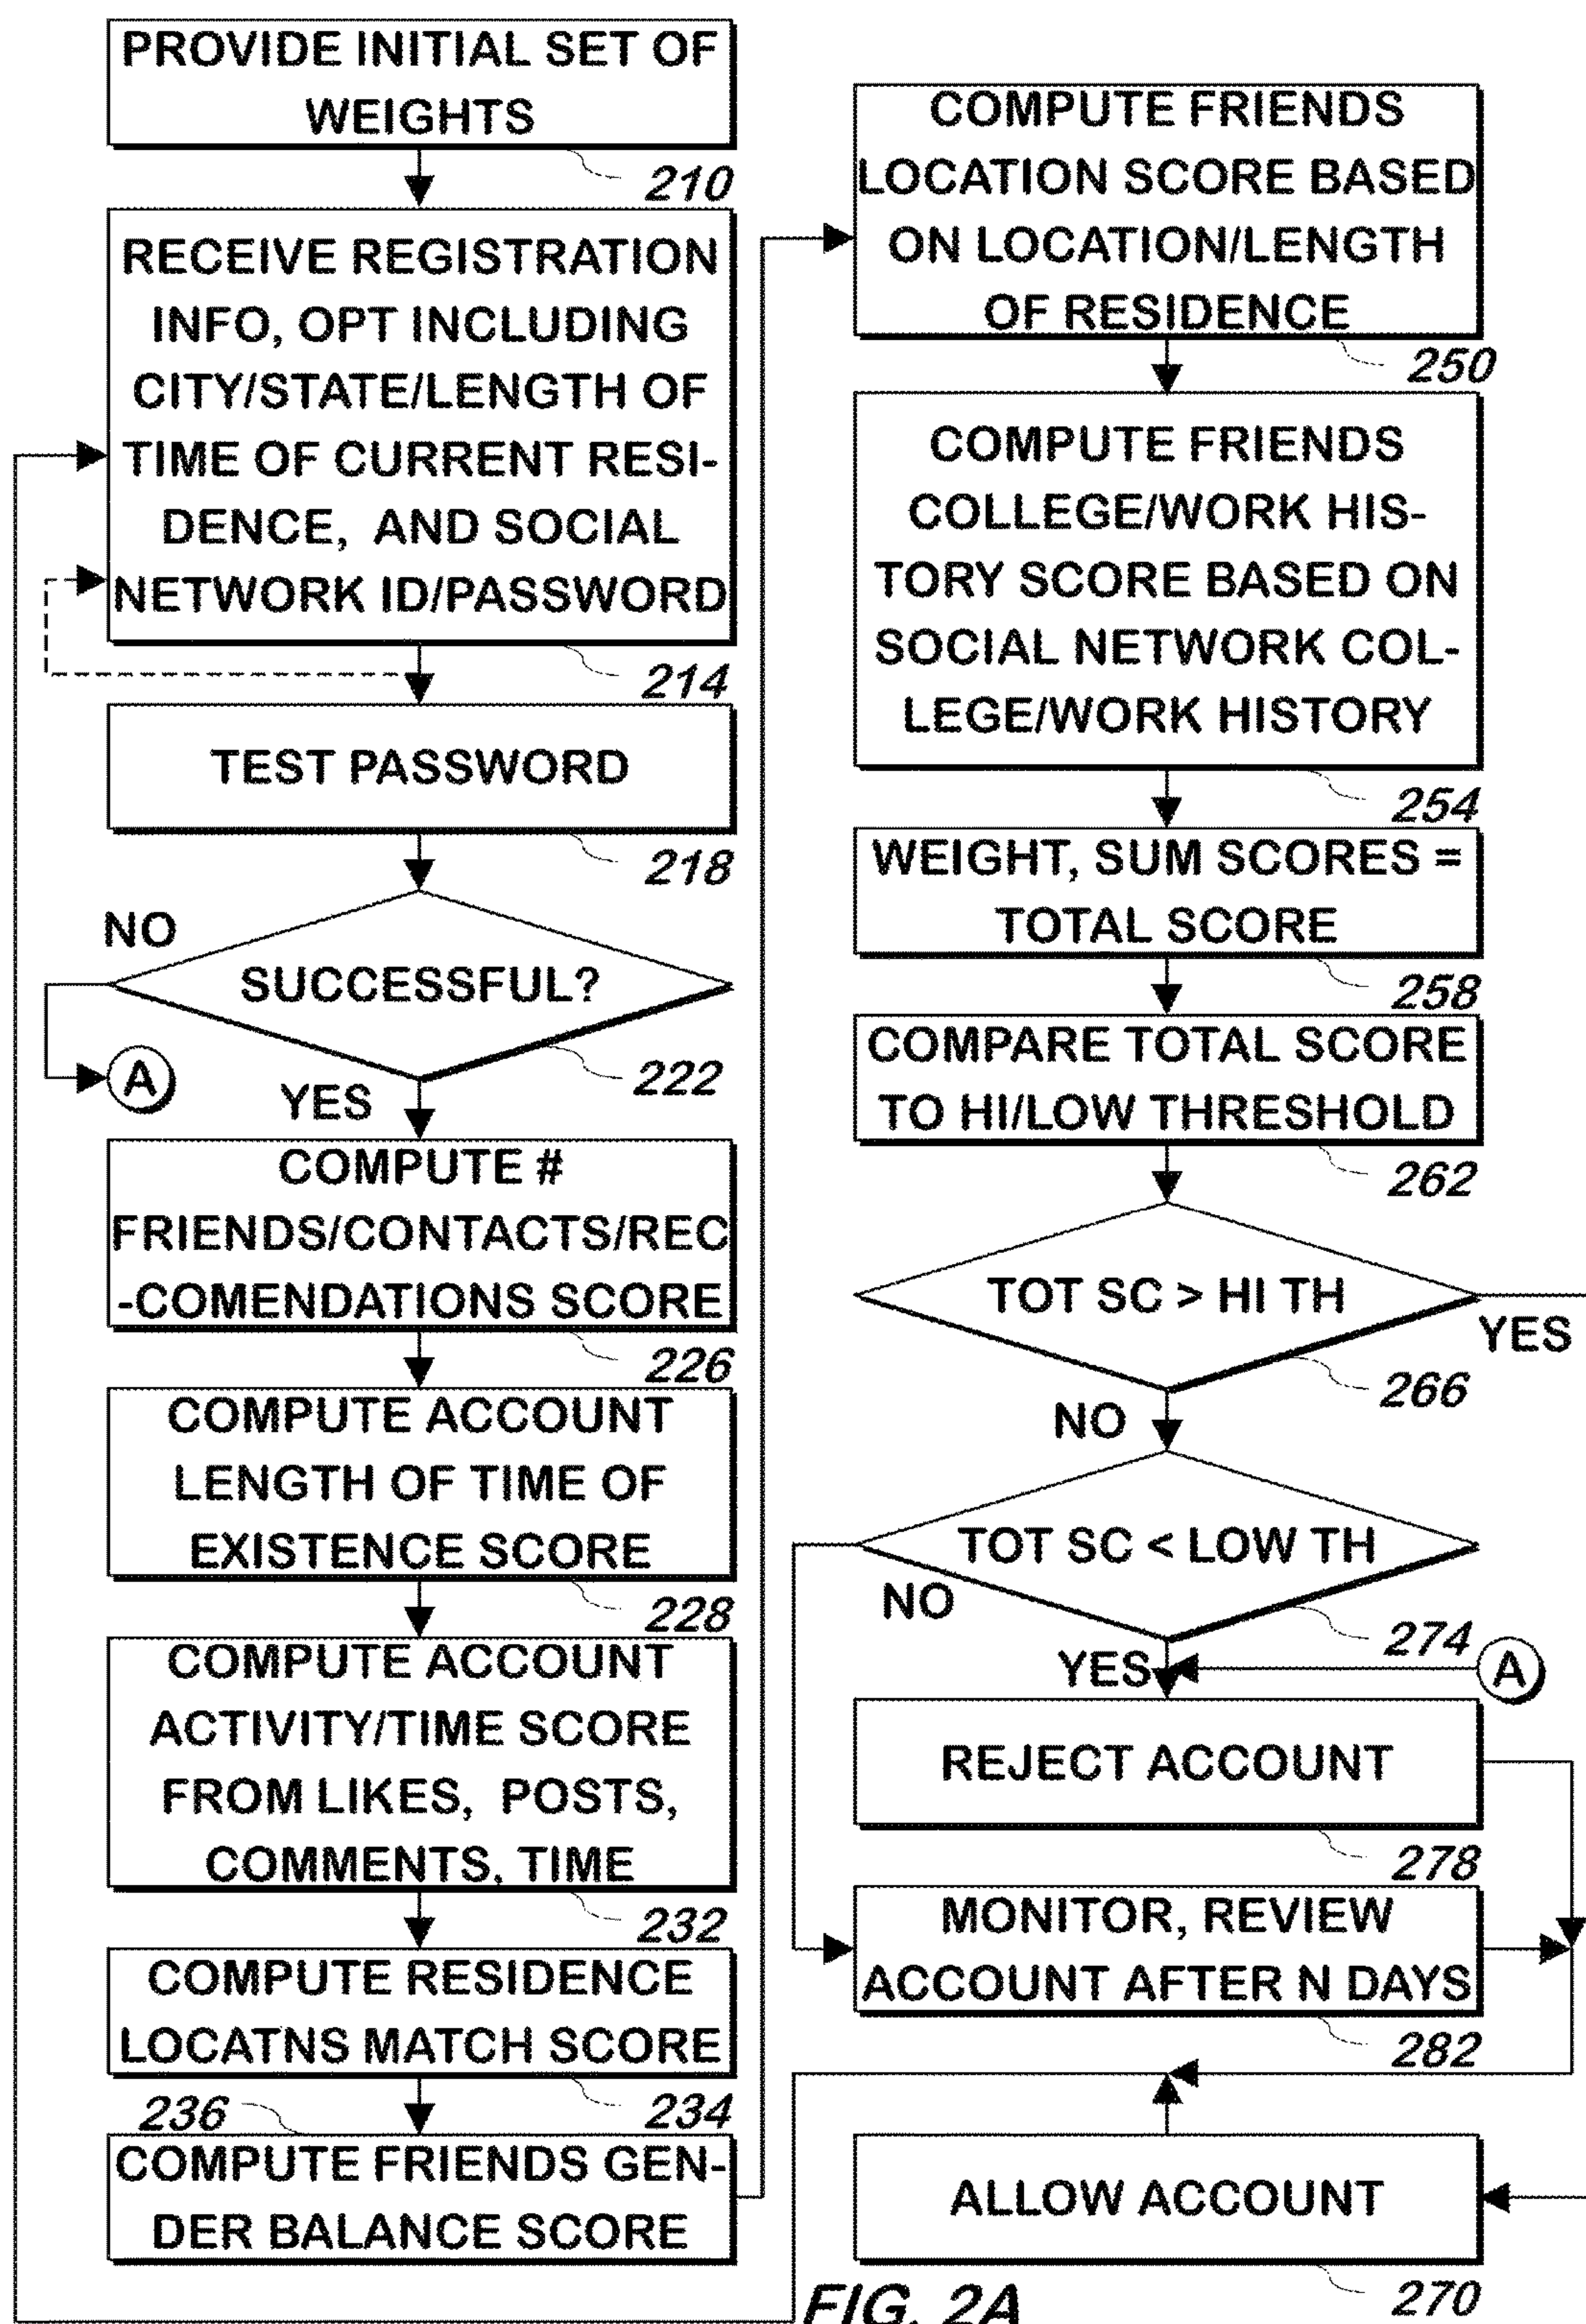 PROVIDE INITIAL SET OF
WEIGHTS
210
RECEIVE REGISTRATION
INFO, OPT INCLUDING
CITY/STATE/LENGTH OF
TIME OF CURRENT RESI-
DENCE, AND SOCIAL
NETWORK ID/PASSWORD
214
TEST PASSWORD
218
NO
SUCCESSFUL?
222
A
YES
COMPUTE #
FRIENDS/CONTACTS/REC
-COMENDATIONS SCORE
226
COMPUTE ACCOUNT
LENGTH OF TIME OF
EXISTENCE SCORE
228
COMPUTE ACCOUNT
ACTIVITY/TIME SCORE
FROM LIKES, POSTS,
COMMENTS, TIME
232
COMPUTE RESIDENCE
LOCATNS MATCH SCORE
234
236
COMPUTE FRIENDS GEN-
DER BALANCE SCORE
COMPUTE FRIENDS
LOCATION SCORE BASED
ON LOCATION/LENGTH
OF RESIDENCE
250
COMPUTE FRIENDS
COLLEGE/WORK HIS-
TORY SCORE BASED ON
SOCIAL NETWORK COL-
LEGE/WORK HISTORY
254
WEIGHT, SUM SCORES =
TOTAL SCORE
258
COMPARE TOTAL SCORE
TO HI/LOW THRESHOLD
262
TOT SC > HI TH
YES
266
NO
TOT SC < LOW TH
NO
274
YES
A
REJECT ACCOUNT
278
MONITOR, REVIEW
ACCOUNT AFTER N DAYS
282
ALLOW ACCOUNT
270
FIG. 2A